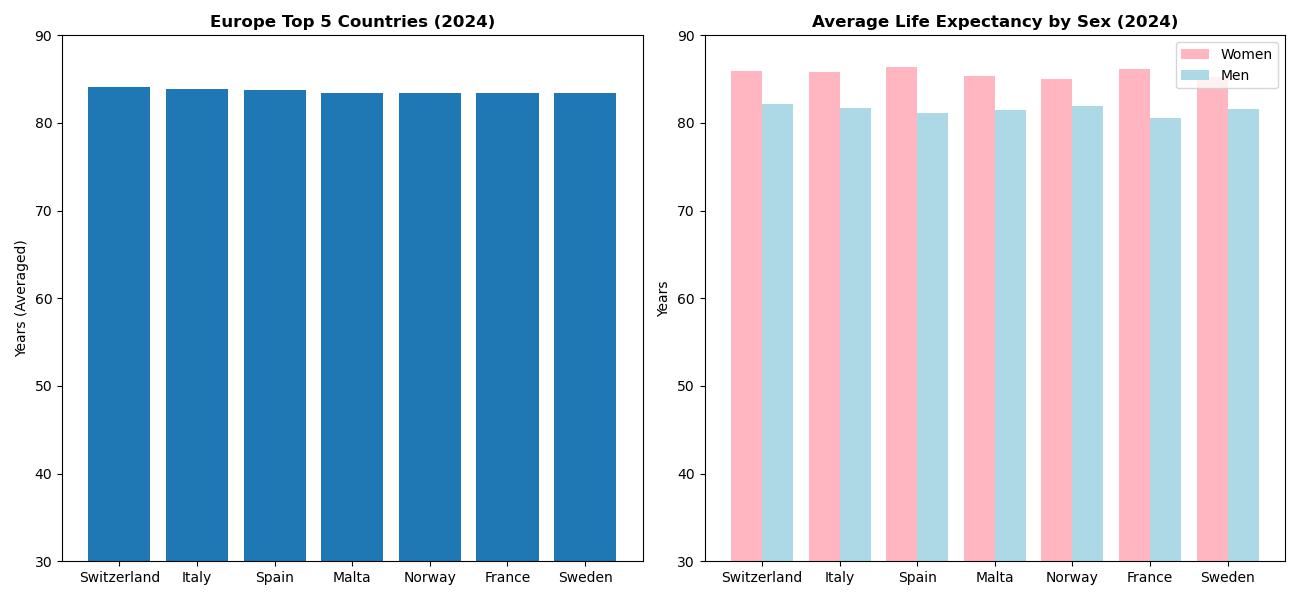 Europe Top 5 Countries (2024)
Years (Averaged)
90
80
70
60
50
40
30
Switzerland Italy Spain Malta Norway France Sweden
Average Life Expectancy by Sex (2024)
Women
Men
Years
90
80
70
60
50
40
30
Switzerland Italy Spain Malta Norway France Sweden